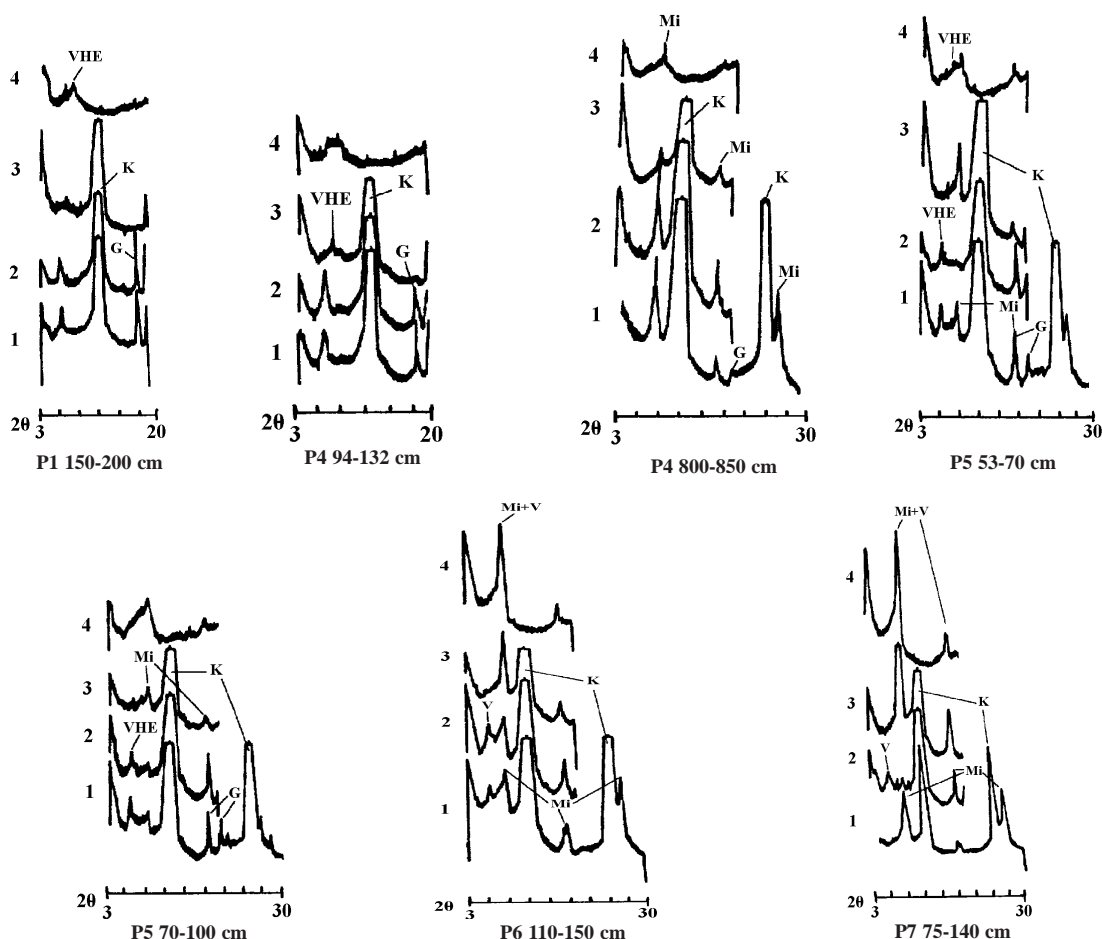 4 VHE
3 K
2 G
1
2θ 3 20
P1 150-200 cm
4
3 VHE K
2 G
1
2θ 3 20
P4 94-132 cm
4 Mi
3 K Mi
2 K
1 Mi G
2θ 3 30
P4 800-850 cm
4 VHE
3 K
2 VHE
1 Mi G
2θ 3 30
P5 53-70 cm
4
3 Mi K
2 VHE
1 G
2θ 3 30
P5 70-100 cm
4 Mi+V
3 K
2 V
1 Mi
2θ 3 30
P6 110-150 cm
4 Mi+V
3 K
2 V Mi
1
2θ 3 30
P7 75-140 cm